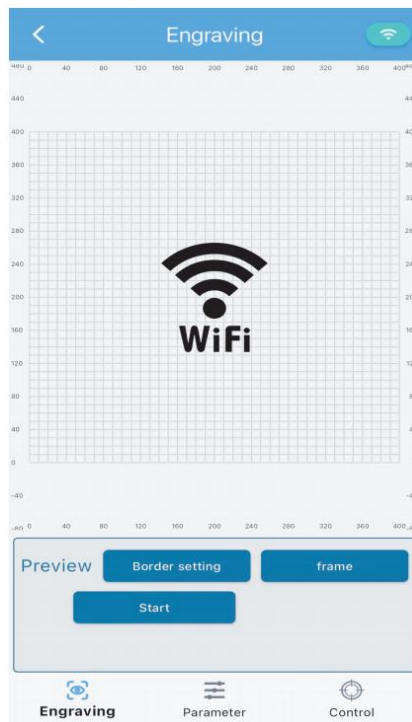 Engraving
0 40 80 120 160 200 240 280 320 360 400
440
400
360
320
280
240
200
160
120
80
40
0
-40
0 40 80 120 160 200 240 280 320 360 400
WiFi
Preview
Border setting
frame
Start
Engraving
Parameter
Control